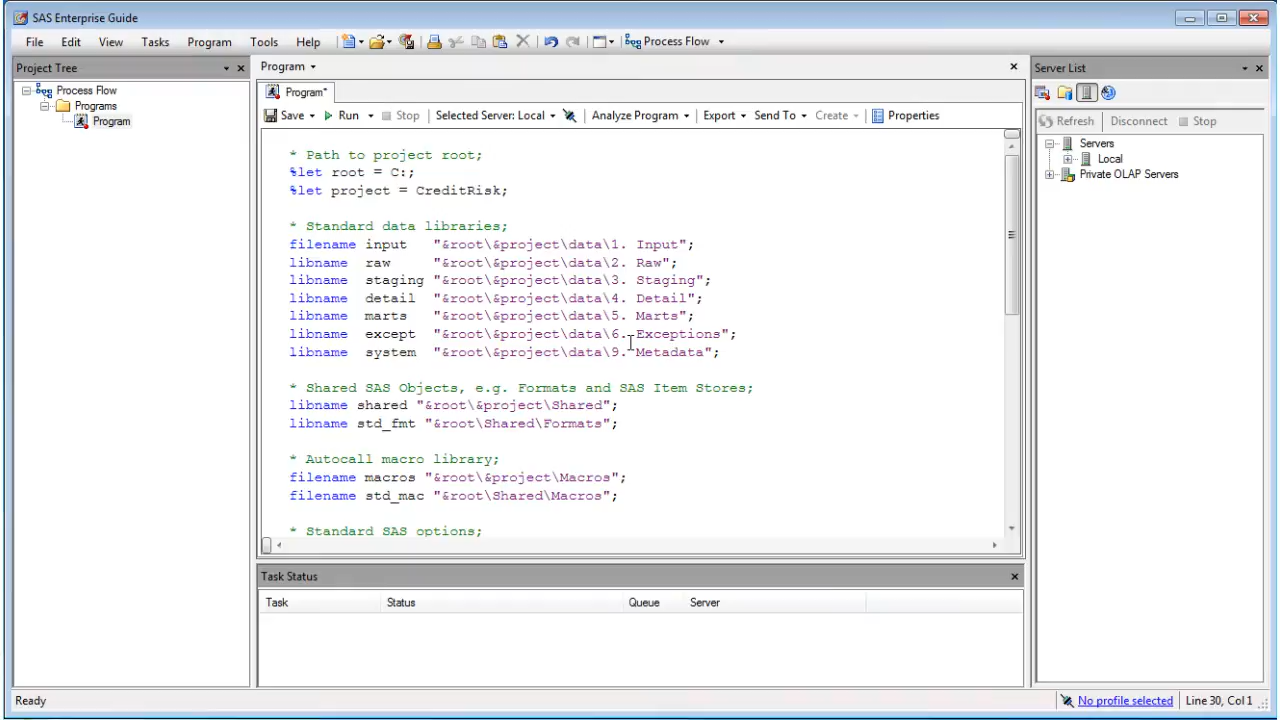 SAS Enterprise Guide
File Edit View Tasks Program Tools Help Process Flow
Project Tree
Process Flow
Programs
Program
Program
Program*
Save Run Stop Selected Server: Local Analyze Program Export Send To Create Properties
* Path to project root;
%let root = C:;
%let project = CreditRisk;
* Standard data libraries;
filename input "&root\&project\data\1. Input";
libname raw "&root\&project\data\2. Raw";
libname staging "&root\&project\data\3. Staging";
libname detail "&root\&project\data\4. Detail";
libname marts "&root\&project\data\5. Marts";
libname except "&root\&project\data\6. Exceptions";
libname system "&root\&project\data\9. Metadata";
* Shared SAS Objects, e.g. Formats and SAS Item Stores;
libname shared "&root\&project\Shared";
libname std_fmt "&root\Shared\Formats";
* Autocall macro library;
filename macros "&root\&project\Macros";
filename std_mac "&root\Shared\Macros";
* Standard SAS options;
Task Status
Task Status Queue Server
Server List
Refresh Disconnect Stop
Servers
Local
Private OLAP Servers
Ready
No profile selected Line 30, Col 1